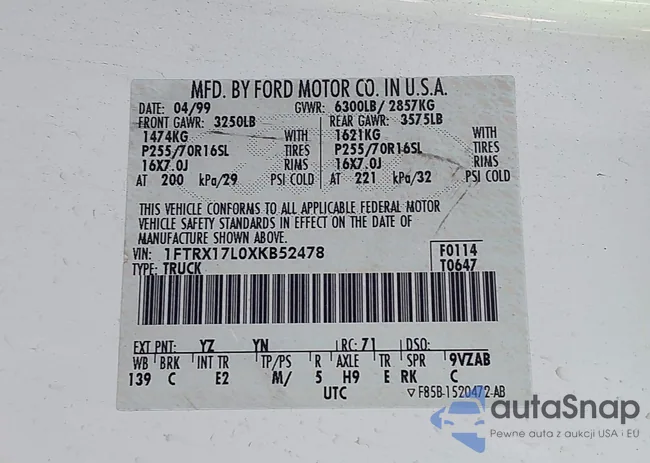 MFD. BY FORD MOTOR CO. IN U.S.A.
DATE: 04/99 GVWR: 6300LB/ 2857KG
FRONT GAWR: 3250LB REAR GAWR: 3575LB
1474KG WITH 1621KG WITH
P255/70R16SL TIRES P255/70R16SL TIRES
16X7.0J RIMS 16X7.0J RIMS
AT 200 kPa/29 PSI COLD AT 221 kPa/32 PSI COLD
THIS VEHICLE CONFORMS TO ALL APPLICABLE FEDERAL MOTOR
VEHICLE SAFETY STANDARDS IN EFFECT ON THE DATE OF
MANUFACTURE SHOWN ABOVE.
VIN: 1FTRX17L0XKB52478 F0114
TYPE: TRUCK T0647
EXT PNT: YZ YN RC: 71 DSO:
WB BRK INT TR TP/PS R AXLE TR SPR 9VZAB
139 C E2 M/ 5 H9 E RK C
UTC ▽ F85B-1520472-AB
autaSnap
Pewne auta z aukcji USA i EU